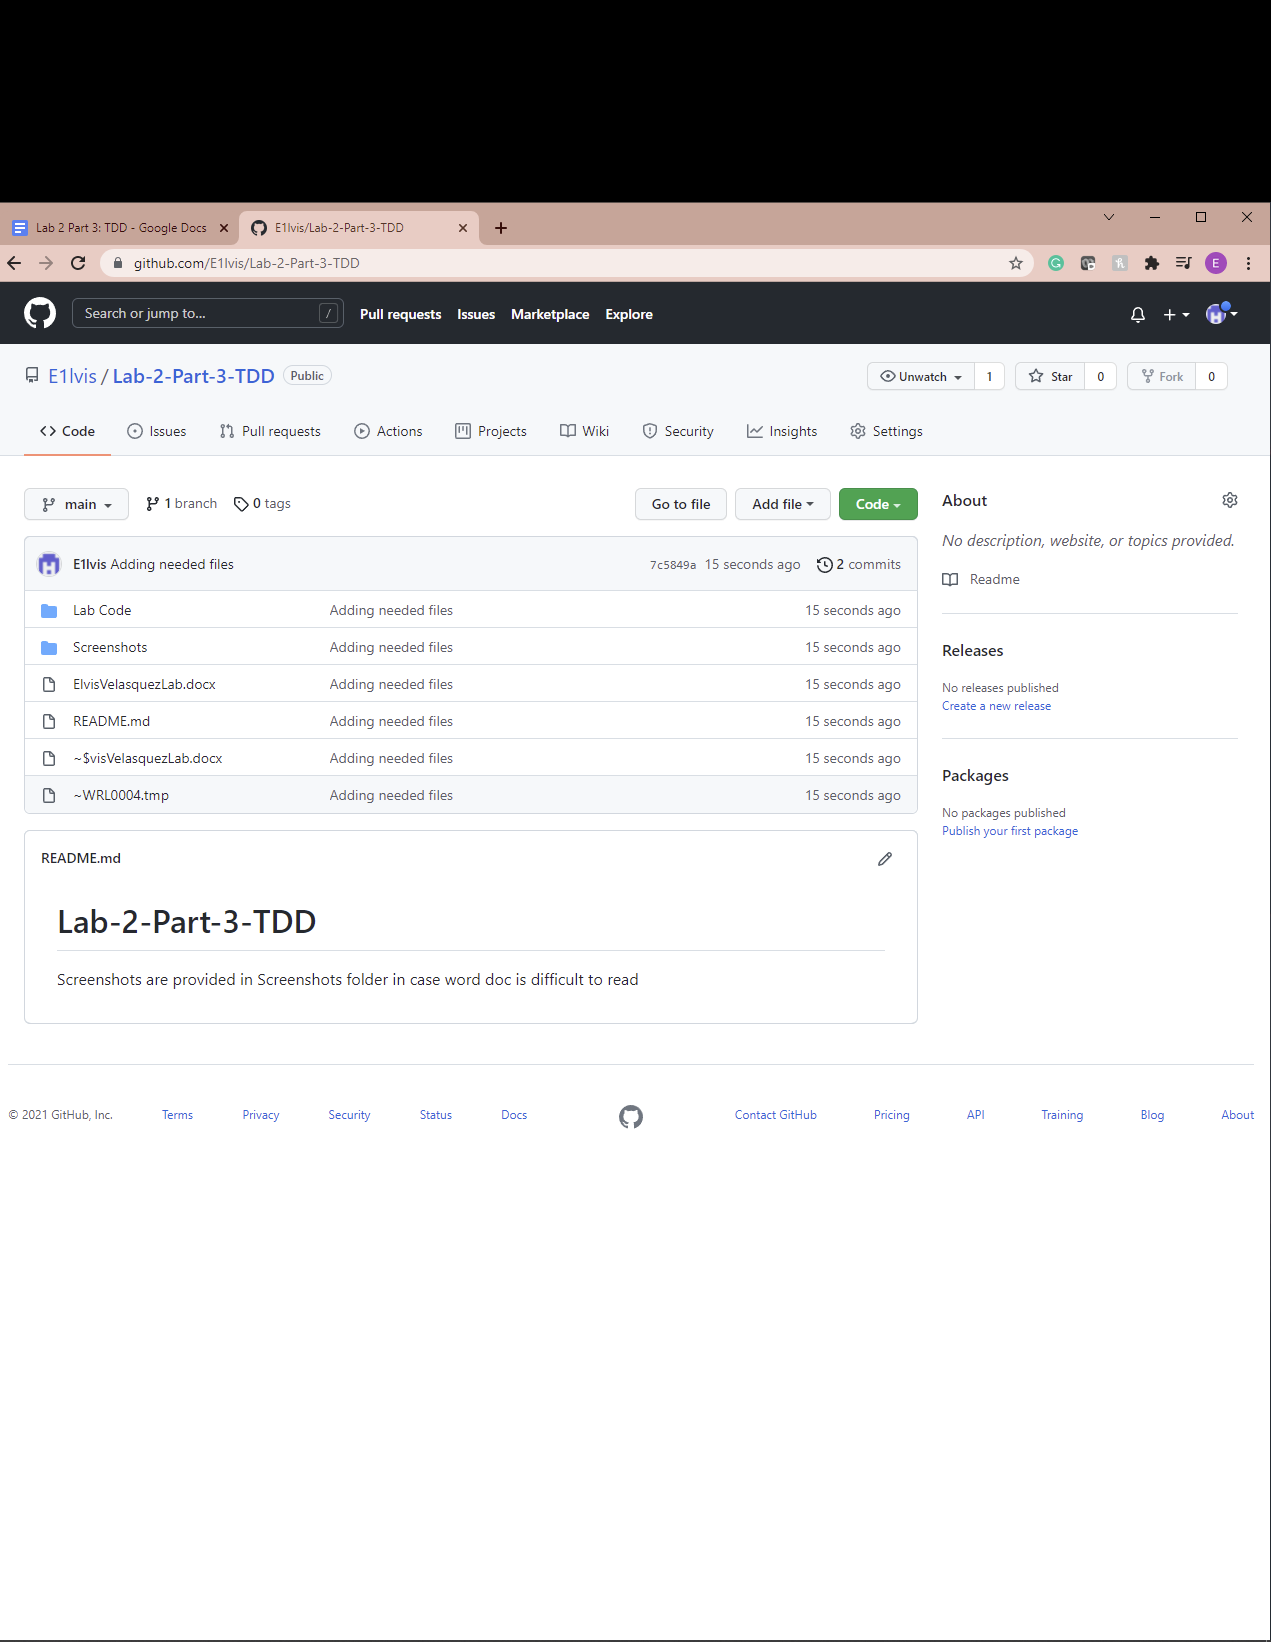 Lab 2 Part 3: TDD - Google Docs E1lvis/Lab-2-Part-3-TDD
github.com/E1lvis/Lab-2-Part-3-TDD E
Search or jump to... / Pull requests Issues Marketplace Explore
E1lvis / Lab-2-Part-3-TDD Public Unwatch 1 Star 0 Fork 0
Code Issues Pull requests Actions Projects Wiki Security Insights Settings
main 1 branch 0 tags Go to file Add file Code
E1lvis Adding needed files 7c5849a 15 seconds ago 2 commits
Lab Code Adding needed files 15 seconds ago
Screenshots Adding needed files 15 seconds ago
ElvisVelasquezLab.docx Adding needed files 15 seconds ago
README.md Adding needed files 15 seconds ago
~$visVelasquezLab.docx Adding needed files 15 seconds ago
~WRL0004.tmp Adding needed files 15 seconds ago
README.md
Lab-2-Part-3-TDD
Screenshots are provided in Screenshots folder in case word doc is difficult to read
About
No description, website, or topics provided.
Readme
Releases
No releases published
Create a new release
Packages
No packages published
Publish your first package
© 2021 GitHub, Inc. Terms Privacy Security Status Docs Contact GitHub Pricing API Training Blog About